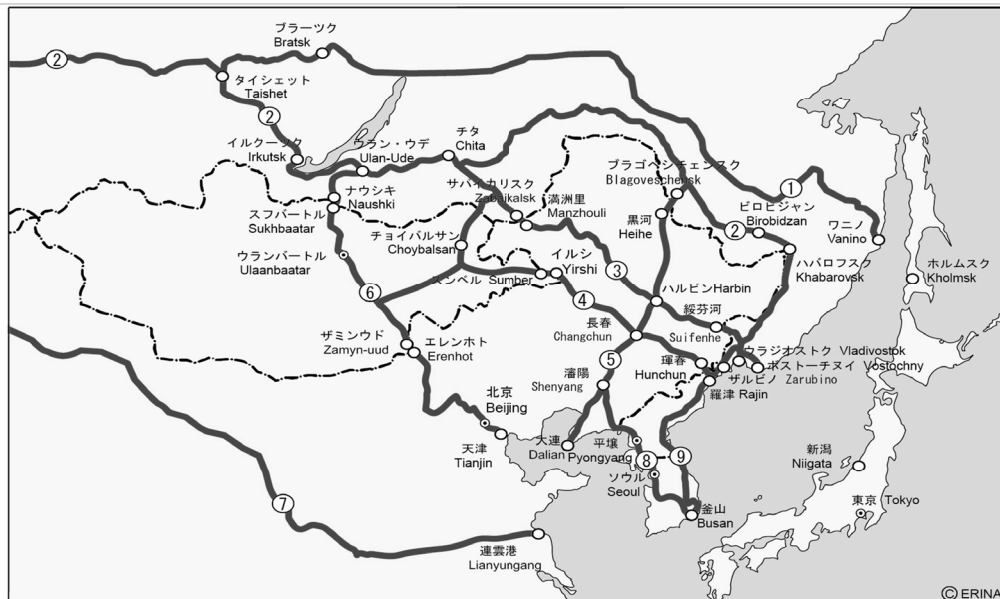 ブラーツク
Bratsk
②
タイシェット
Taishet
②
イルクーツク
Irkutsk
ウラン・ウデ
Ulan-Ude
チタ
Chita
ナウシキ
Naushki
スフバートル
Sukhbaatar
ザバイカリスク
Zabaikalsk
満洲里
Manzhouli
ブラゴベシチェンスク
Blagoveschensk
①
黒河
Heihe
ビロビジャン
②
Birobidzan
ワニノ
Vanino
チョイバルサン
Choybalsan
ウランバートル
Ulaanbaatar
イルシ
Yirshi
スンベル Sumber
③
ハバロフスク
Khabarovsk
ホルムスク
Kholmsk
⑥
④
ハルビン Harbin
綏芬河
Suifenhe
長春
Changchun
ザミンウド
Zamyn-uud
エレンホト
Erenhot
⑤
瀋陽
Shenyang
琿春
Hunchun
ウラジオストク Vladivostok
ボストーチヌイ Vostochny
ザルビノ Zarubino
羅津 Rajin
北京
Beijing
天津
Tianjin
大連
Dalian
平壌
Pyongyang
⑧
⑨
ソウル
Seoul
釜山
Busan
新潟
Niigata
東京 Tokyo
⑦
連雲港
Lianyungang
© ERINA